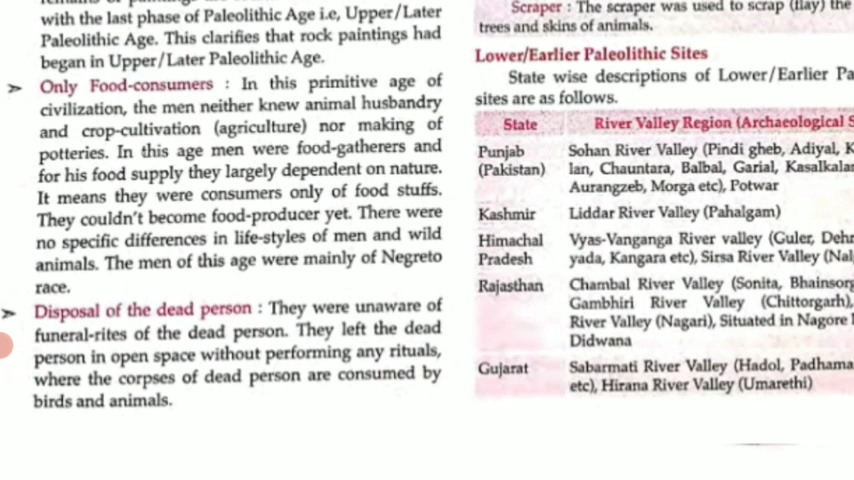 with the last phase of Paleolithic Age i.e, Upper/Later
Paleolithic Age. This clarifies that rock paintings had
began in Upper/Later Paleolithic Age.
➢ Only Food-consumers : In this primitive age of
civilization, the men neither knew animal husbandry
and crop-cultivation (agriculture) nor making of
potteries. In this age men were food-gatherers and
for his food supply they largely dependent on nature.
It means they were consumers only of food stuffs.
They couldn't become food-producer yet. There were
no specific differences in life-styles of men and wild
animals. The men of this age were mainly of Negreto
race.
➢ Disposal of the dead person : They were unaware of
funeral-rites of the dead person. They left the dead
person in open space without performing any rituals,
where the corpses of dead person are consumed by
birds and animals.
Scraper : The scraper was used to scrap (flay) the
trees and skins of animals.
Lower/Earlier Paleolithic Sites
State wise descriptions of Lower/Earlier Pa
sites are as follows.
State River Valley Region (Archaeological S
Punjab Sohan River Valley (Pindi gheb, Adiyal, K
(Pakistan) lan, Chauntara, Balbal, Garial, Kasalkalan
Aurangzeb, Morga etc), Potwar
Kashmir Liddar River Valley (Pahalgam)
Himachal Vyas-Vanganga River valley (Guler, Dehr
Pradesh yada, Kangara etc), Sirsa River Valley (Nal
Rajasthan Chambal River Valley (Sonita, Bhainsorg
Gambhiri River Valley (Chittorgarh),
River Valley (Nagari), Situated in Nagore
Didwana
Gujarat Sabarmati River Valley (Hadol, Padhama
etc), Hirana River Valley (Umarethi)